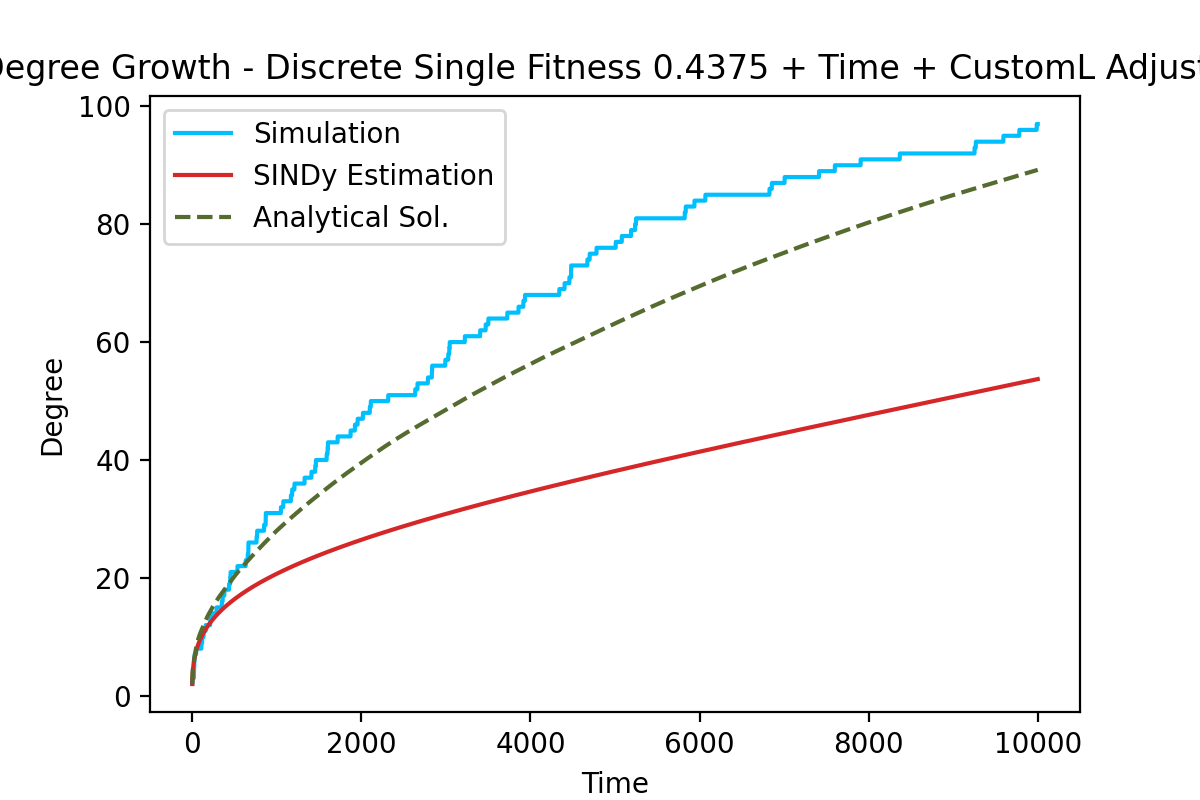 Degree Growth - Discrete Single Fitness 0.4375 + Time + CustomL Adjust
100
80
60
40
20
0
Degree
Simulation
SINDy Estimation
Analytical Sol.
0 2000 4000 6000 8000 10000
Time